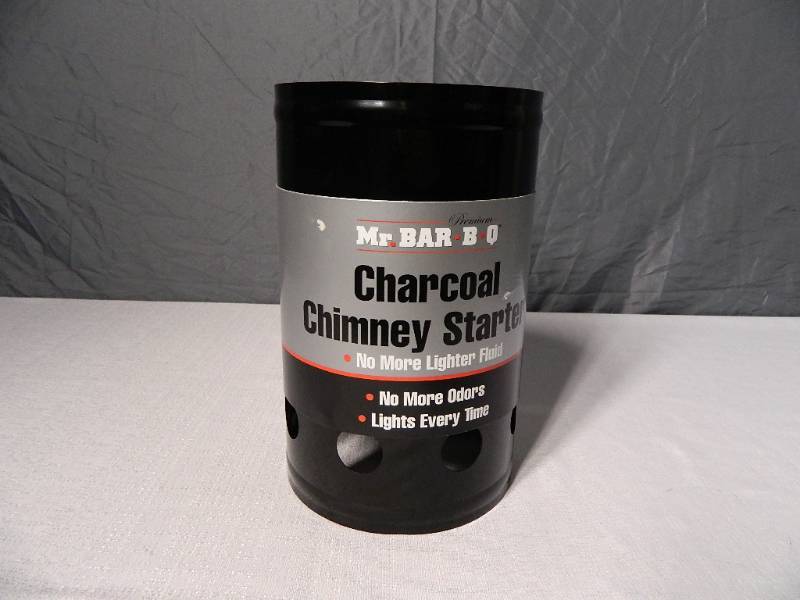 Premium
Mr. BAR·B·Q
Charcoal
Chimney Starter
• No More Lighter Fluid
• No More Odors
• Lights Every Time